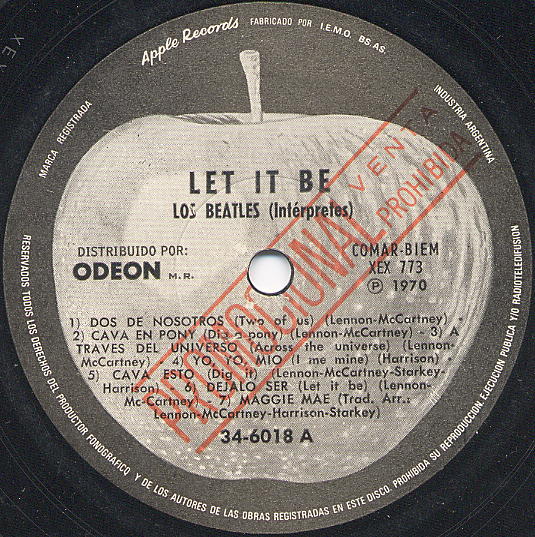 Apple Records
FABRICADO POR I.E.M.O. BS AS.
MARCA REGISTRADA
INDUSTRIA ARGENTINA
LET IT BE
LOS BEATLES (Intérpretes)
DISTRIBUIDO POR:
ODEON M.R.
COMAR-BIEM
XEX 773
Ⓟ 1970
PROMOCIONAL
VENTA
PROHIBIDA
1) DOS DE NOSOTROS (Two of us) (Lennon-McCartney) -
2) CAVA EN PONY (Dig a pony) (Lennon-McCartney) - 3) A
TRAVES DEL UNIVERSO (Across the universe) (Lennon-
McCartney) - 4) YO, YO, MIO (I me mine) (Harrison) -
5) CAVA ESTO (Dig it) (Lennon-McCartney-Starkey-
Harrison) - 6) DEJALO SER (Let it be) (Lennon-
Mc-Cartney) - 7) MAGGIE MAE (Trad. Arr.:
Lennon-McCartney-Harrison-Starkey)
34-6018 A
RESERVADOS TODOS LOS DERECHOS DEL PRODUCTOR FONOGRAFICO Y DE LOS AUTORES DE LAS OBRAS REGISTRADAS EN ESTE DISCO. PROHIBIDA SU REPRODUCCION, EJECUCION PUBLICA Y/O RADIOTELEDIFUSION